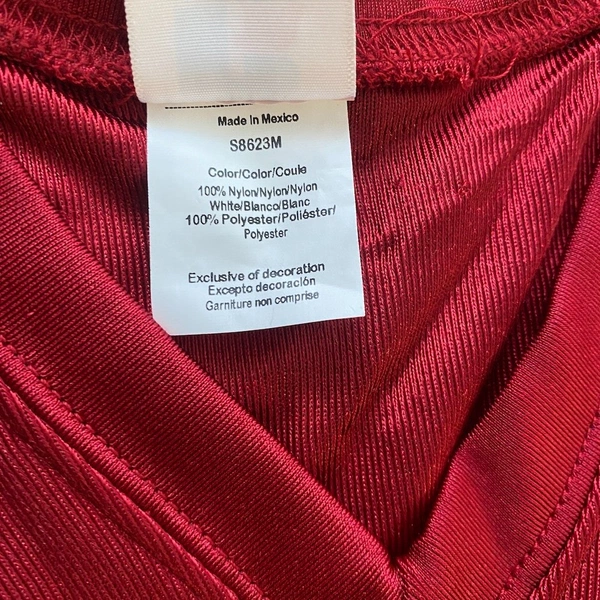 Made in Mexico
S8623M
Color/Color/Coule
100% Nylon/Nylon/Nylon
White/Blanco/Blanc
100% Polyester/Poliéster/
Polyester
Exclusive of decoration
Excepto decoración
Garniture non comprise